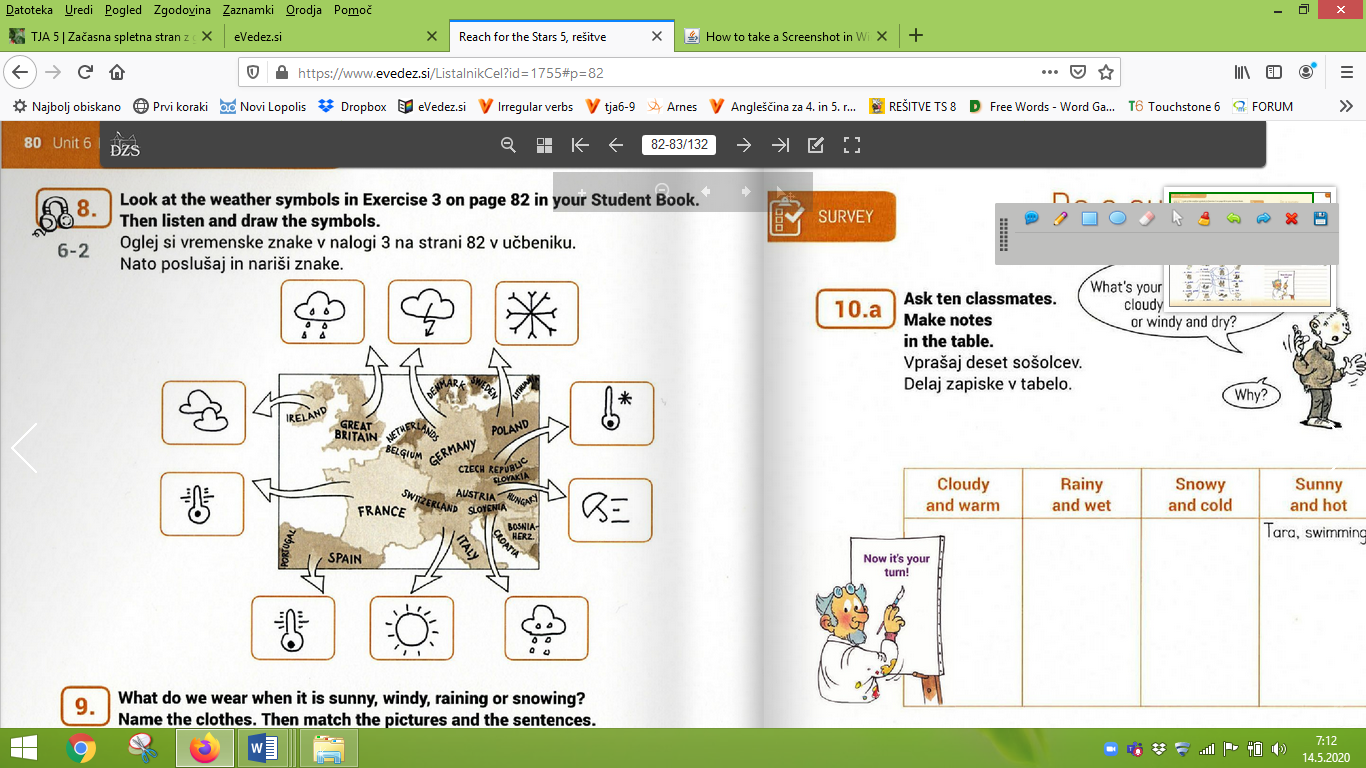 Datoteka Uredi Pogled Zgodovina Zaznamki Orodja Pomoč
TJA 5 | Začasna spletna stran z
eVedez.si
Reach for the Stars 5, rešitve
How to take a Screenshot in Wi
https://www.evedez.si/ListalnikCel?id=1755#p=82
Najbolj obiskano
Prvi koraki
Novi Lopolis
Dropbox
eVedez.si
Irregular verbs
tja6-9
Arnes
Angleščina za 4. in 5. r...
REŠITVE TS 8
Free Words - Word Ga...
Touchstone 6
FORUM
80 Unit 6
DZS
82-83/132
8.
6-2
Look at the weather symbols in Exercise 3 on page 82 in your Student Book.
Then listen and draw the symbols.
Oglej si vremenske znake v nalogi 3 na strani 82 v učbeniku.
Nato poslušaj in nariši znake.
IRELAND
GREAT
BRITAIN
NETHERLANDS
BELGIUM
DENMARK
SWEDEN
GERMANY
POLAND
CZECH REPUBLIC
SLOVAKIA
AUSTRIA
HUNGARY
SWITZERLAND
SLOVENIA
FRANCE
BOSNIA-
HERZ.
CROATIA
ITALY
PORTUGAL
SPAIN
9.
What do we wear when it is sunny, windy, raining or snowing?
Name the clothes. Then match the pictures and the sentences.
SURVEY
10.a
Ask ten classmates.
Make notes
in the table.
Vprašaj deset sošolcev.
Delaj zapiske v tabelo.
What's your
cloudy
or windy and dry?
Why?
Cloudy
and warm
Rainy
and wet
Snowy
and cold
Sunny
and hot
Tara, swimming
Now it's your
turn!
7:12
14.5.2020